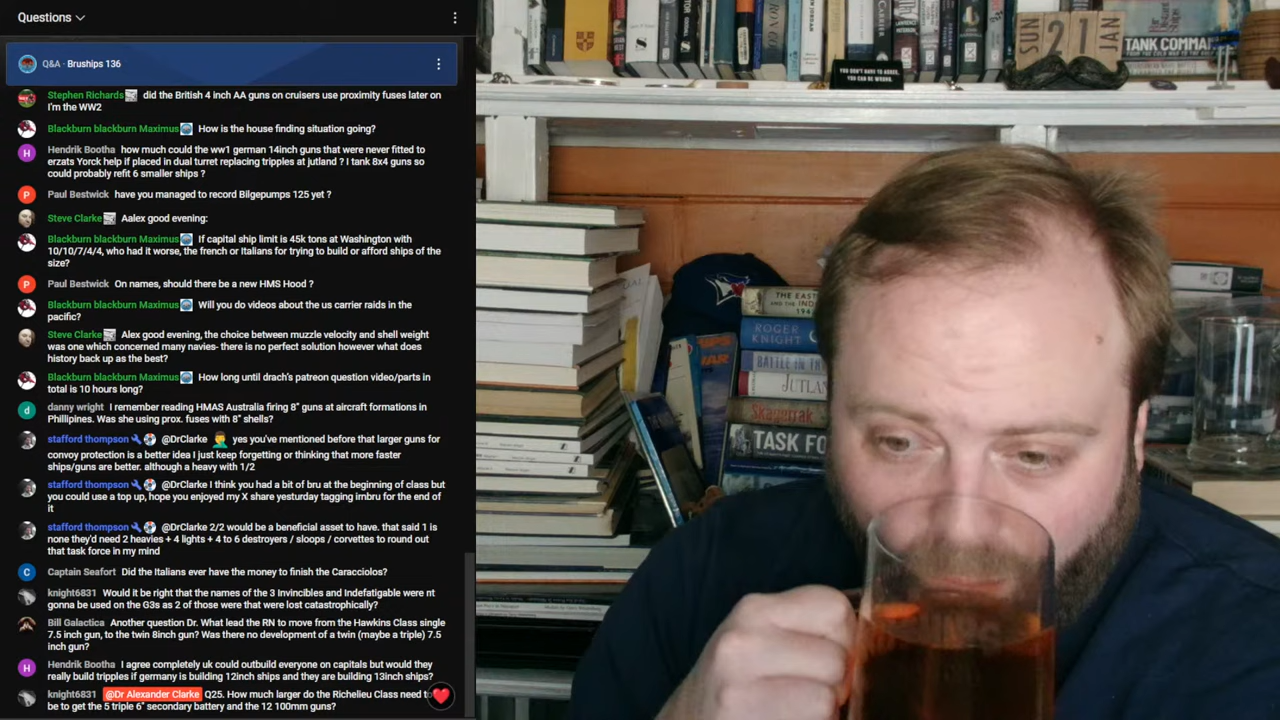 Questions
Q&A · Bruships 136
Stephen Richards did the British 4 inch AA guns on cruisers use proximity fuses later on
I'm the WW2
Blackburn blackburn Maximus How is the house finding situation going?
Hendrik Bootha how much could the ww1 german 14inch guns that were never fitted to
erzats Yorck help if placed in dual turret replacing tripples at jutland ? I tank 8x4 guns so
could probably refit 6 smaller ships ?
Paul Bestwick have you managed to record Bilgepumps 125 yet ?
Steve Clarke Aalex good evening:
Blackburn blackburn Maximus If capital ship limit is 45k tons at Washington with
10/10/7/4/4, who had it worse, the french or Italians for trying to build or afford ships of the
size?
Paul Bestwick On names, should there be a new HMS Hood ?
Blackburn blackburn Maximus Will you do videos about the us carrier raids in the
pacific?
Steve Clarke Alex good evening, the choice between muzzle velocity and shell weight
was one which concerned many navies- there is no perfect solution however what does
history back up as the best?
Blackburn blackburn Maximus How long until drach's patreon question video/parts in
total is 10 hours long?
danny wright I remember reading HMAS Australia firing 8" guns at aircraft formations in
Phillipines. Was she using prox. fuses with 8" shells?
stafford thompson @DrClarke yes you've mentioned before that larger guns for
convoy protection is a better idea I just keep forgetting or thinking that more faster
ships/guns are better. although a heavy with 1/2
stafford thompson @DrClarke I think you had a bit of bru at the beginning of class but
you could use a top up, hope you enjoyed my X share yesturday tagging imbru for the end of
it
stafford thompson @DrClarke 2/2 would be a beneficial asset to have. that said 1 is
none they'd need 2 heavies + 4 lights + 4 to 6 destroyers / sloops / corvettes to round out
that task force in my mind
Captain Seafort Did the Italians ever have the money to finish the Caracciolos?
knight6831 Would it be right that the names of the 3 Invincibles and Indefatigable were nt
gonna be used on the G3s as 2 of those were that were lost catastrophically?
Bill Galactica Another question Dr. What lead the RN to move from the Hawkins Class single
7.5 inch gun, to the twin 8inch gun? Was there no development of a twin (maybe a triple) 7.5
inch gun?
Hendrik Bootha I agree completely uk could outbuild everyone on capitals but would they
really build tripples if germany is building 12inch ships and they are building 13inch ships?
knight6831 @Dr Alexander Clarke Q25. How much larger do the Richelieu Class need to
be to get the 5 triple 6" secondary battery and the 12 100mm guns?
SUN 21 JAN
TANK COMMA
YOU DON'T HAVE TO AGREE,
YOU CAN BE WRONG.
THE EAST
AND THE IND
ROGER
KNIGHT
BATTLE IN THE
JUTLAN
Skagerrak
TASK FO